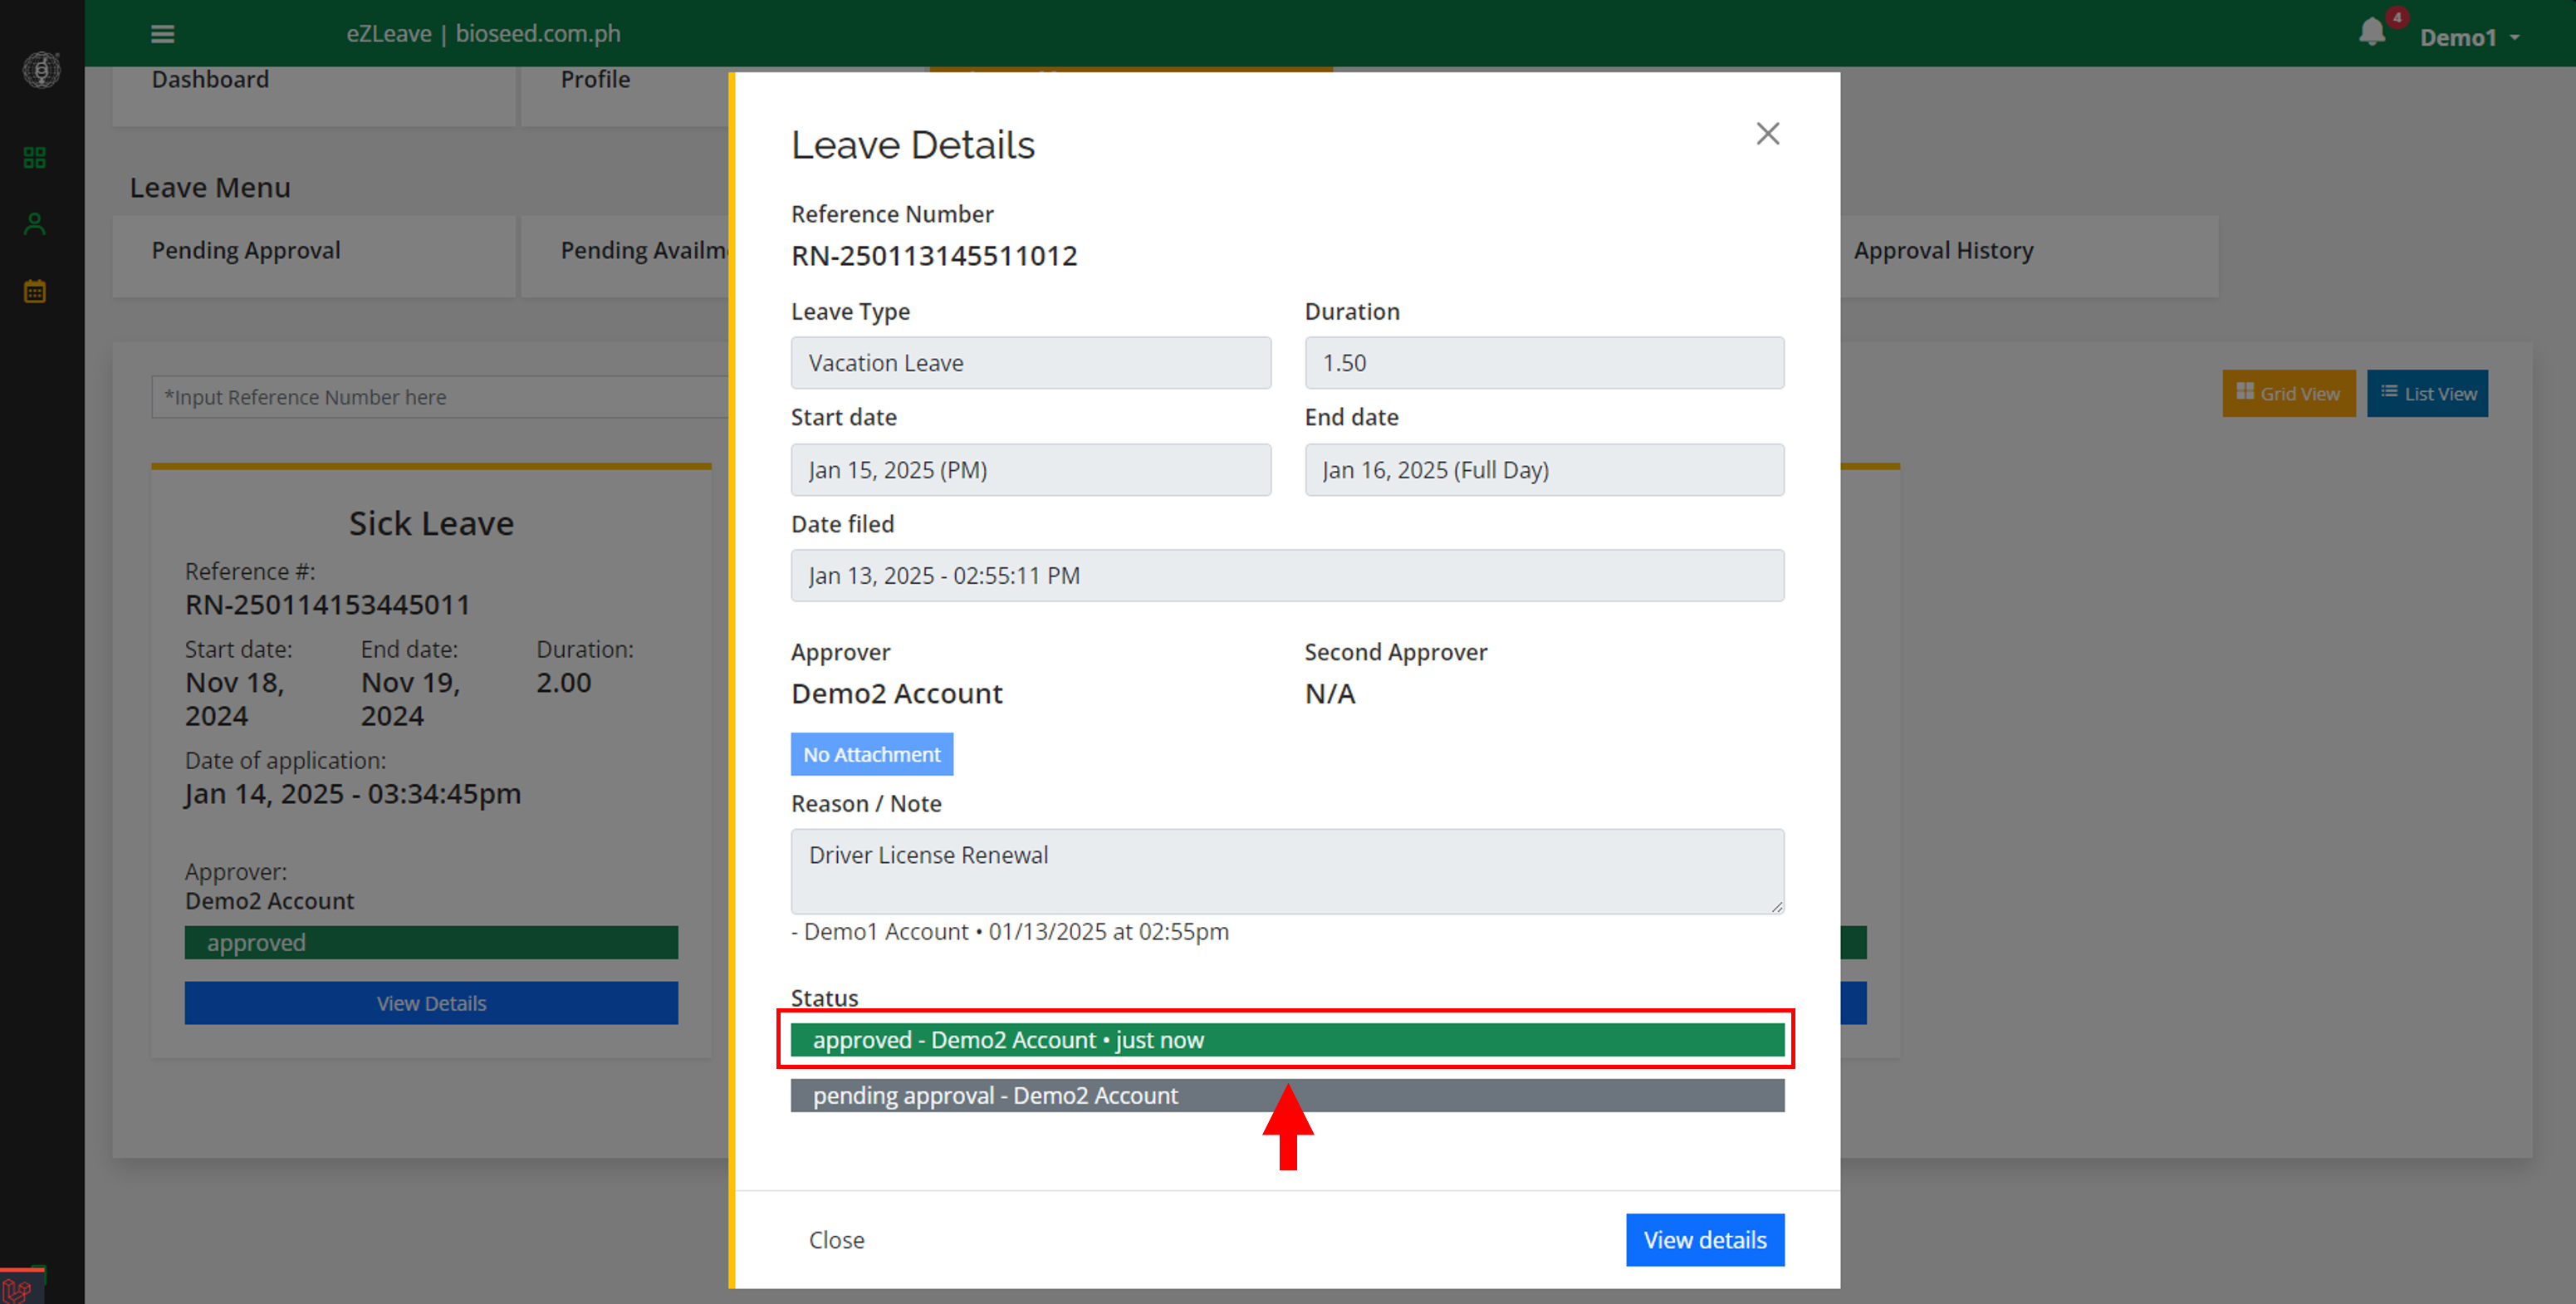 eZLeave | bioseed.com.ph
4
Demo1
Dashboard
Profile
Leave Menu
Pending Approval
Pending Availm
Approval History
*Input Reference Number here
Grid View
List View
Sick Leave
Reference #:
RN-250114153445011
Start date: End date: Duration:
Nov 18, Nov 19, 2.00
2024 2024
Date of application:
Jan 14, 2025 - 03:34:45pm
Approver:
Demo2 Account
approved
View Details
Leave Details
Reference Number
RN-250113145511012
Leave Type Duration
Vacation Leave 1.50
Start date End date
Jan 15, 2025 (PM) Jan 16, 2025 (Full Day)
Date filed
Jan 13, 2025 - 02:55:11 PM
Approver Second Approver
Demo2 Account N/A
No Attachment
Reason / Note
Driver License Renewal
- Demo1 Account • 01/13/2025 at 02:55pm
Status
approved - Demo2 Account • just now
pending approval - Demo2 Account
Close View details